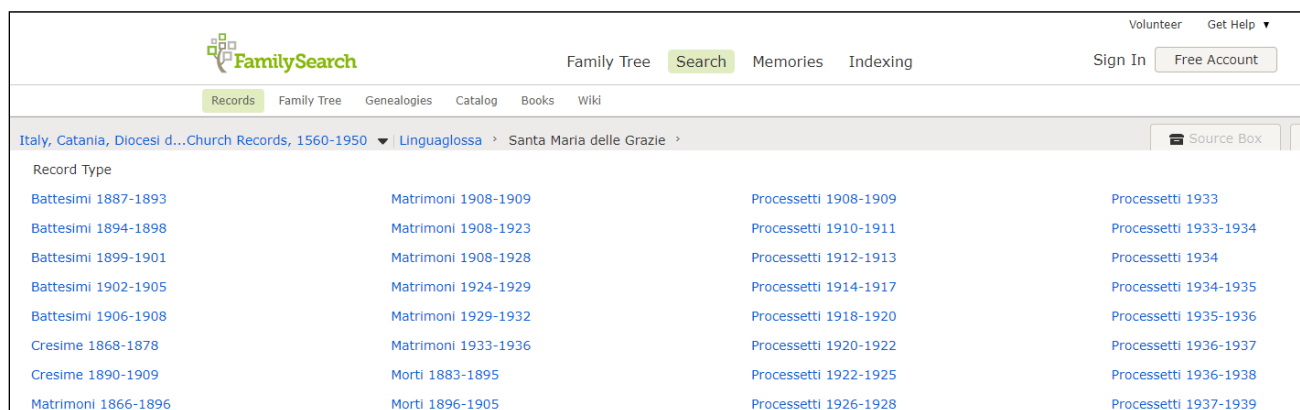 Volunteer Get Help ▼
FamilySearch
Family Tree Search Memories Indexing
Sign In Free Account
Records Family Tree Genealogies Catalog Books Wiki
Italy, Catania, Diocesi d...Church Records, 1560-1950 ▼ | Linguaglossa › Santa Maria delle Grazie ›
Source Box
Record Type
Battesimi 1887-1893 Matrimoni 1908-1909 Processetti 1908-1909 Processetti 1933
Battesimi 1894-1898 Matrimoni 1908-1923 Processetti 1910-1911 Processetti 1933-1934
Battesimi 1899-1901 Matrimoni 1908-1928 Processetti 1912-1913 Processetti 1934
Battesimi 1902-1905 Matrimoni 1924-1929 Processetti 1914-1917 Processetti 1934-1935
Battesimi 1906-1908 Matrimoni 1929-1932 Processetti 1918-1920 Processetti 1935-1936
Cresime 1868-1878 Matrimoni 1933-1936 Processetti 1920-1922 Processetti 1936-1937
Cresime 1890-1909 Morti 1883-1895 Processetti 1922-1925 Processetti 1936-1938
Matrimoni 1866-1896 Morti 1896-1905 Processetti 1926-1928 Processetti 1937-1939